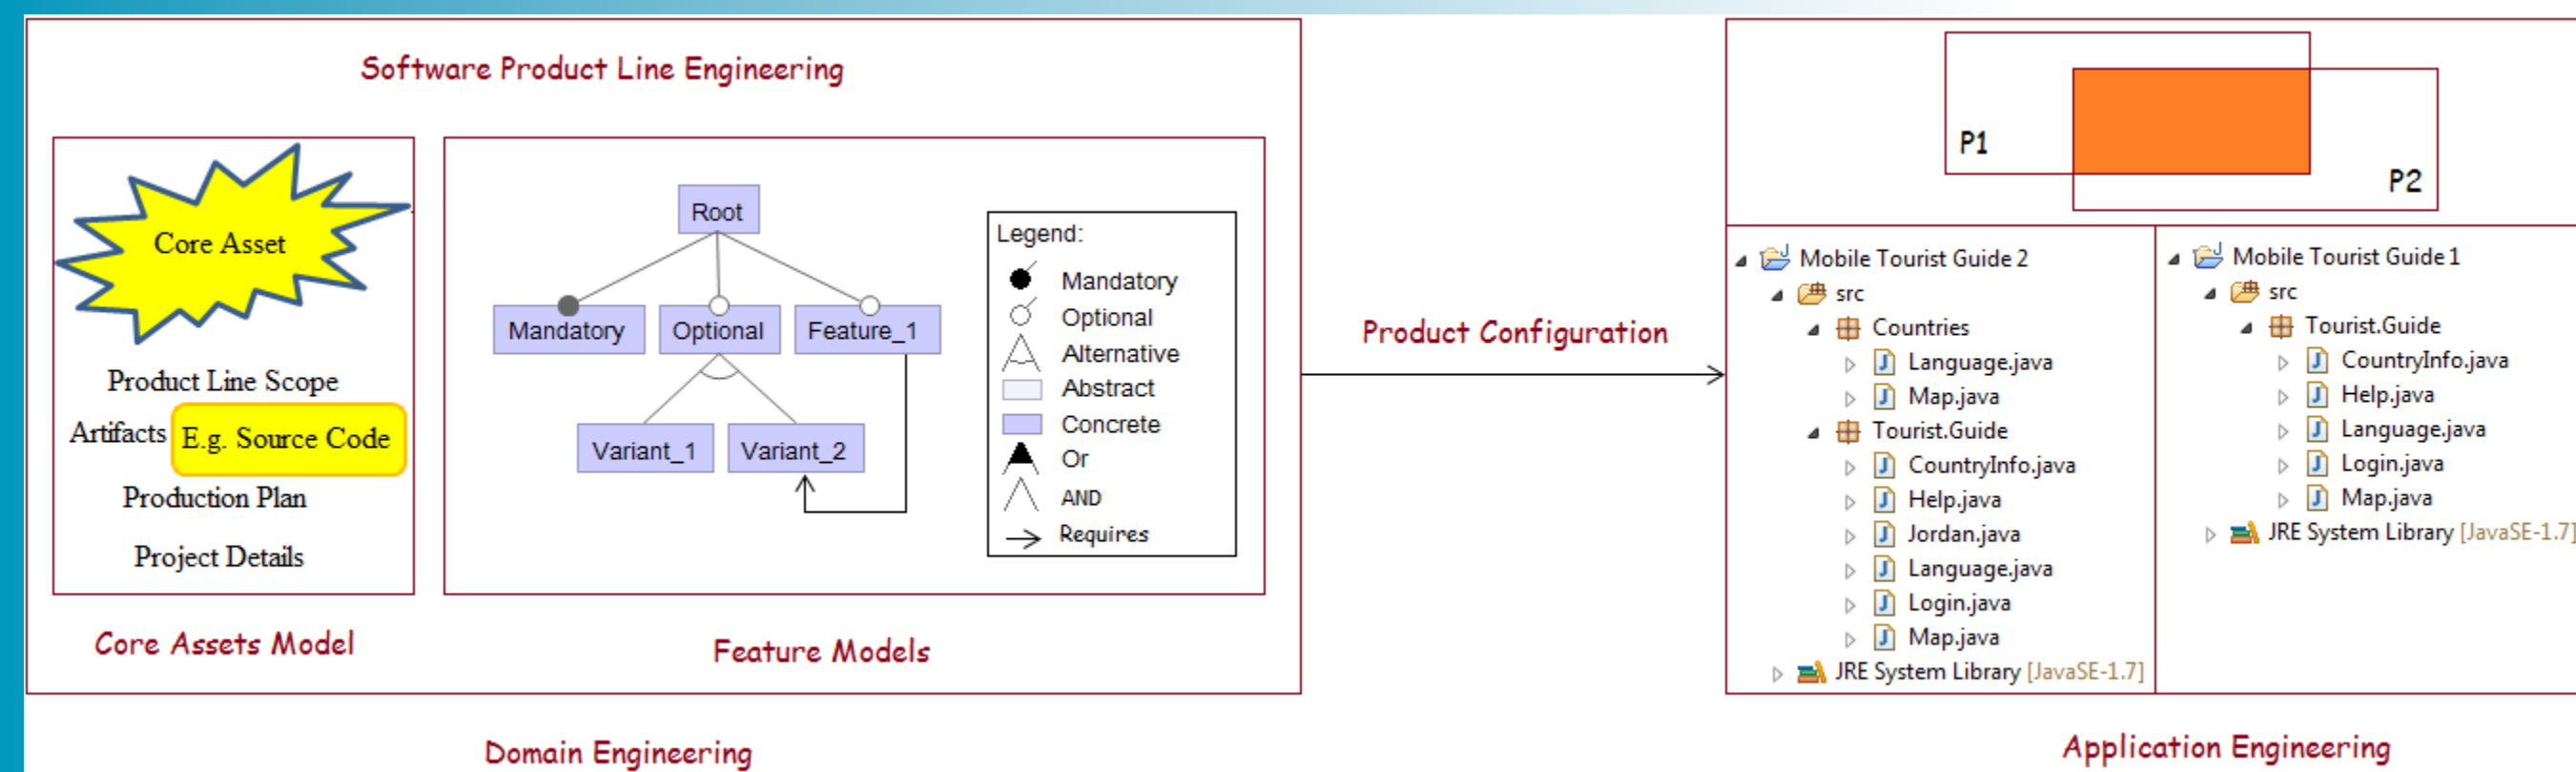 Software Product Line Engineering
Core Asset
Product Line Scope
Artifacts E.g. Source Code
Production Plan
Project Details
Core Assets Model
Root
Mandatory Optional Feature_1
Variant_1 Variant_2
Legend:
Mandatory
Optional
Alternative
Abstract
Concrete
Or
AND
Requires
Feature Models
Domain Engineering
Product Configuration
P1
P2
Mobile Tourist Guide 2
src
Countries
Language.java
Map.java
Tourist.Guide
CountryInfo.java
Help.java
Jordan.java
Language.java
Login.java
Map.java
JRE System Library [JavaSE-1.7]
Mobile Tourist Guide 1
src
Tourist.Guide
CountryInfo.java
Help.java
Language.java
Login.java
Map.java
JRE System Library [JavaSE-1.7]
Application Engineering